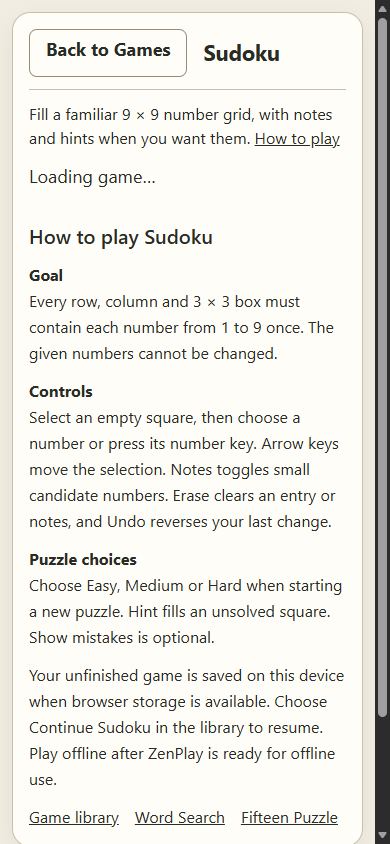 Back to Games
Sudoku
Fill a familiar 9 × 9 number grid, with notes
and hints when you want them. How to play
Loading game...
How to play Sudoku
Goal
Every row, column and 3 × 3 box must
contain each number from 1 to 9 once. The
given numbers cannot be changed.
Controls
Select an empty square, then choose a
number or press its number key. Arrow keys
move the selection. Notes toggles small
candidate numbers. Erase clears an entry or
notes, and Undo reverses your last change.
Puzzle choices
Choose Easy, Medium or Hard when starting
a new puzzle. Hint fills an unsolved square.
Show mistakes is optional.
Your unfinished game is saved on this device
when browser storage is available. Choose
Continue Sudoku in the library to resume.
Play offline after ZenPlay is ready for offline
use.
Game library Word Search Fifteen Puzzle